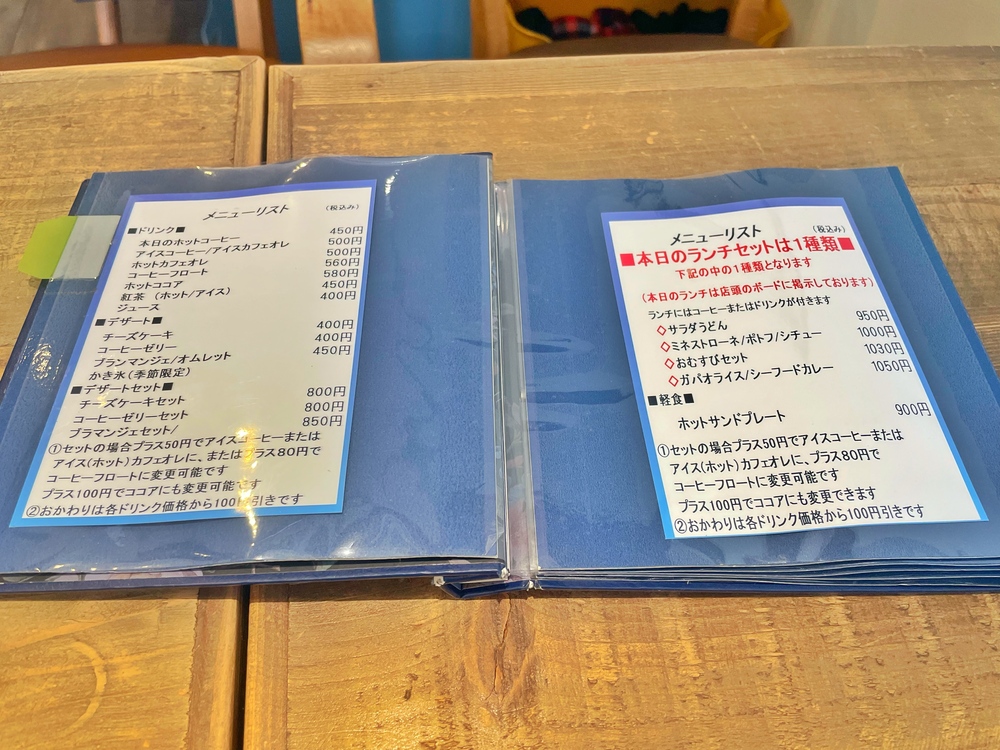 メニューリスト (税込み)
■ドリンク■
本日のホットコーヒー 450円
アイスコーヒー/アイスカフェオレ 500円
ホットカフェオレ 500円
コーヒーフロート 560円
ホットココア 580円
紅茶 (ホット/アイス) 450円
ジュース 400円
■デザート■
チーズケーキ 400円
コーヒーゼリー 400円
ブランマンジェ/オムレット 450円
かき氷(季節限定)
■デザートセット■
チーズケーキセット 800円
コーヒーゼリーセット 800円
ブラマンジェセット/ 850円
①セットの場合プラス50円でアイスコーヒーまたは
アイス(ホット)カフェオレに、またはプラス80円で
コーヒーフロートに変更可能です
プラス100円でココアにも変更可能です
②おかわりは各ドリンク価格から100円引きです
メニューリスト (税込み)
■本日のランチセットは1種類■
下記の中の1種類となります
(本日のランチは店頭のボードに掲示しております)
ランチにはコーヒーまたはドリンクが付きます
◇サラダうどん 950円
◇ミネストローネ/ポトフ/シチュー 1000円
◇おむすびセット 1030円
◇ガパオライス/シーフードカレー 1050円
■軽食■
ホットサンドプレート 900円
①セットの場合プラス50円でアイスコーヒーまたは
アイス(ホット)カフェオレに、プラス80円で
コーヒーフロートに変更可能です
プラス100円でココアにも変更できます
②おかわりは各ドリンク価格から100円引きです